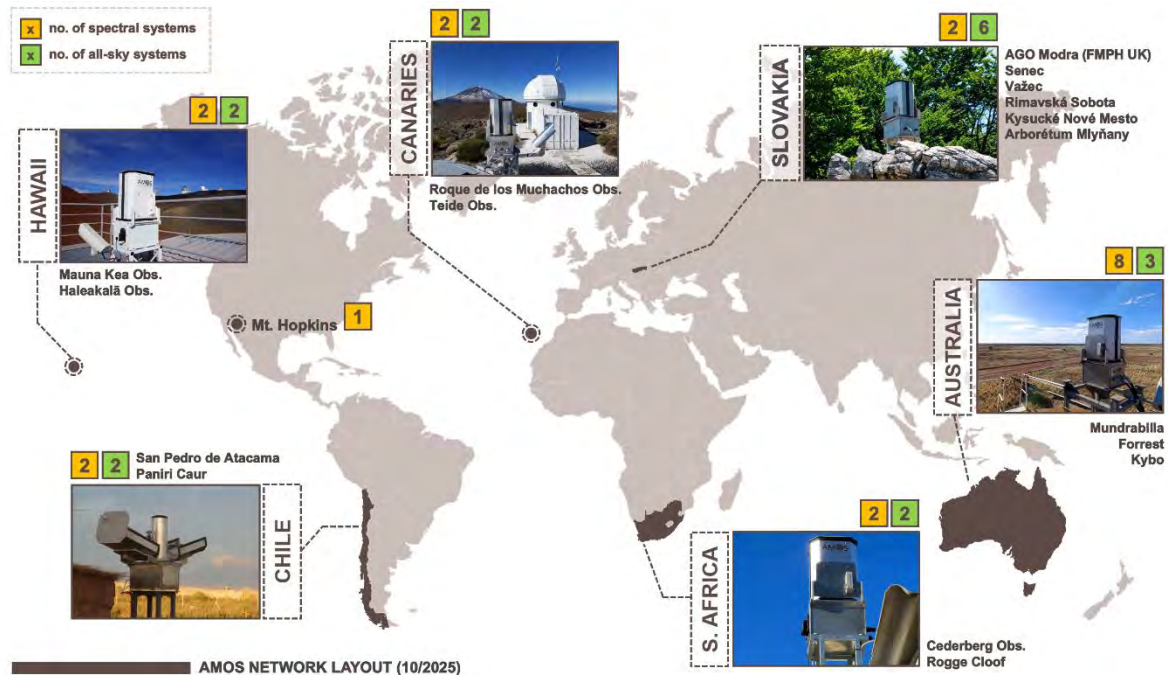 x no. of spectral systems
x no. of all-sky systems
2 2
HAWAII
AMOS
Mauna Kea Obs.
Haleakalā Obs.
2 2
CANARIES
Roque de los Muchachos Obs.
Teide Obs.
2 6
SLOVAKIA
AGO Modra (FMPH UK)
Senec
Važec
Rimavská Sobota
Kysucké Nové Mesto
Arborétum Mlyňany
Mt. Hopkins 1
8 3
AUSTRALIA
AMOS
Mundrabilla
Forrest
Kybo
2 2
San Pedro de Atacama
Paniri Caur
CHILE
2 2
S. AFRICA
AMOS
Cederberg Obs.
Rogge Cloof
AMOS NETWORK LAYOUT (10/2025)